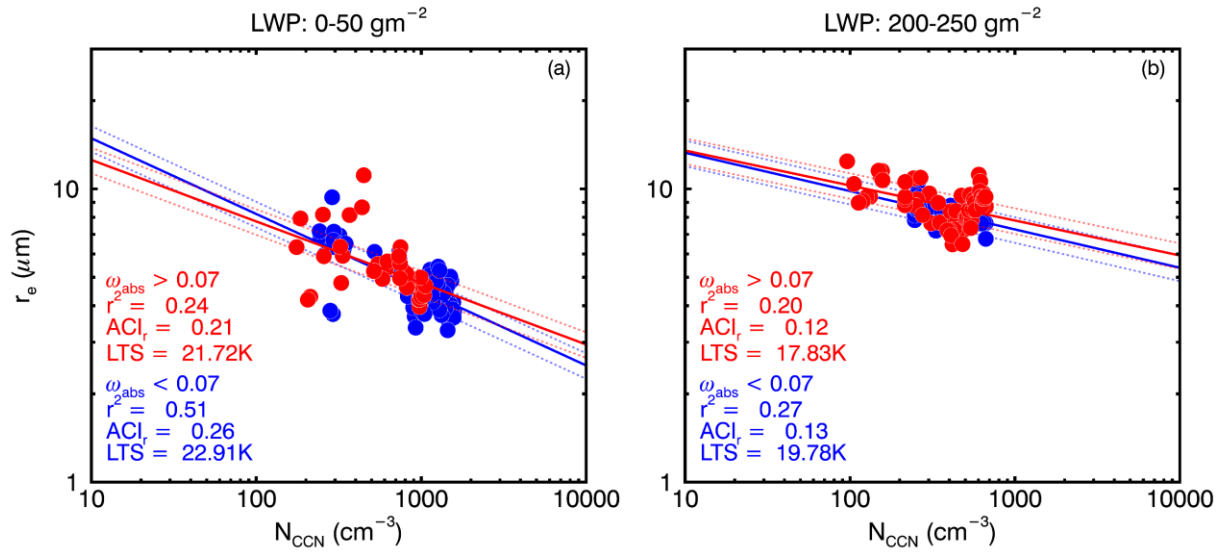 LWP: 0-50 gm⁻²
(a)
r_e (μm)
10
1
ω_abs > 0.07
r² = 0.24
ACI_r = 0.21
LTS = 21.72K
ω_abs < 0.07
r² = 0.51
ACI_r = 0.26
LTS = 22.91K
10 100 1000 10000
N_CCN (cm⁻³)
LWP: 200-250 gm⁻²
(b)
10
1
ω_abs > 0.07
r² = 0.20
ACI_r = 0.12
LTS = 17.83K
ω_abs < 0.07
r² = 0.27
ACI_r = 0.13
LTS = 19.78K
10 100 1000 10000
N_CCN (cm⁻³)